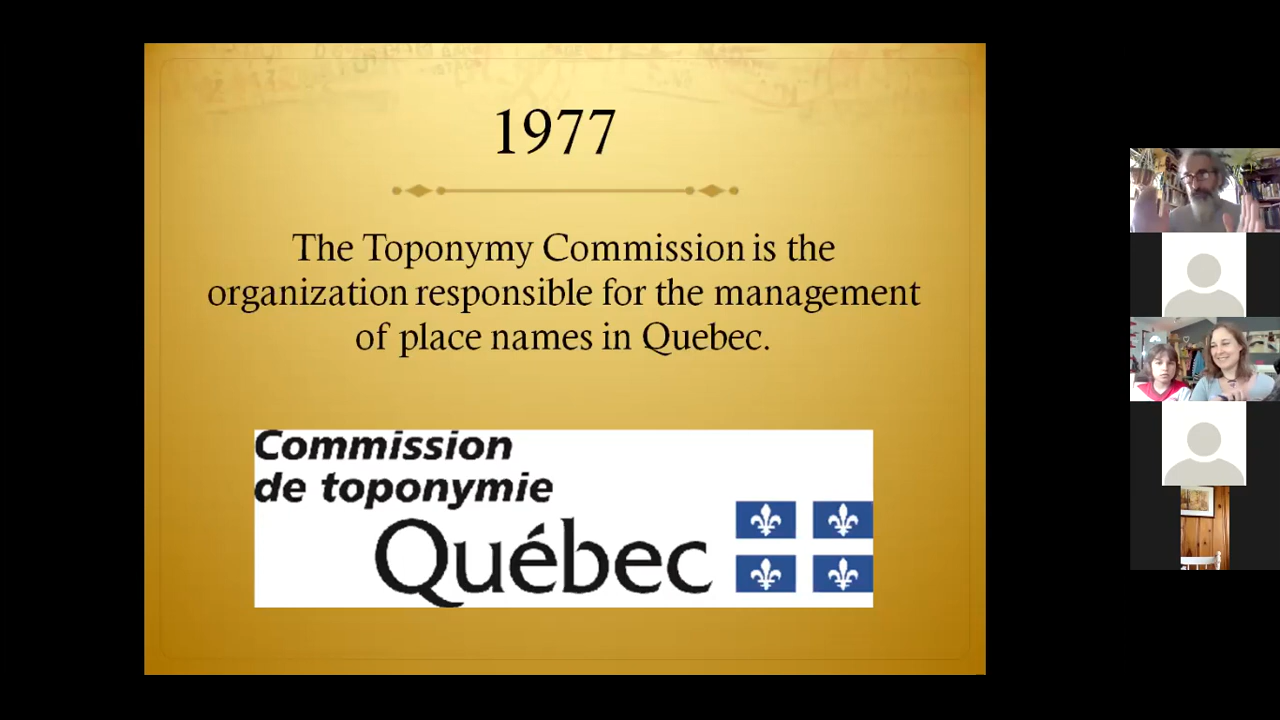 1977
The Toponymy Commission is the
organization responsible for the management
of place names in Quebec.
Commission
de toponymie
Québec